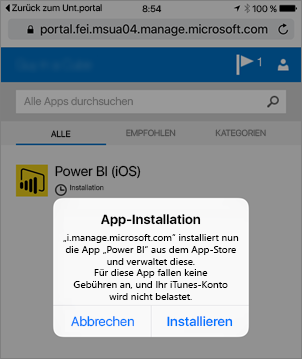 Zurück zum Unt.portal 8:54 100 %
portal.fei.msua04.manage.microsoft.com
1
Alle Apps durchsuchen
ALLE EMPFOHLEN KATEGORIEN
Power BI (iOS)
Installation
App-Installation
„i.manage.microsoft.com" installiert nun
die App „Power BI" aus dem App-Store
und verwaltet diese.
Für diese App fallen keine
Gebühren an, und Ihr iTunes-Konto
wird nicht belastet.
Abbrechen Installieren